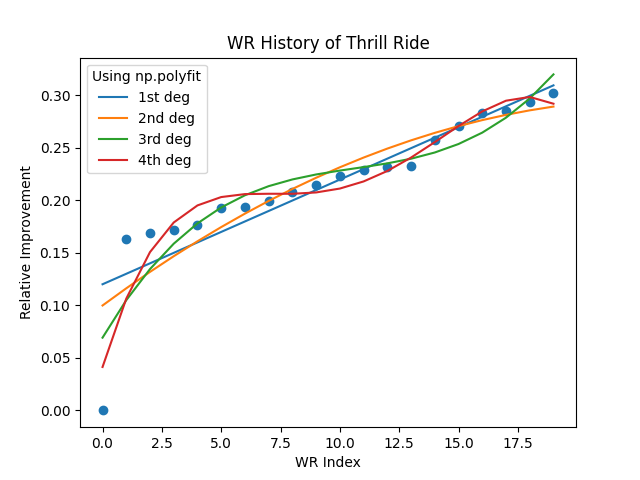 WR History of Thrill Ride
Using np.polyfit
1st deg
2nd deg
3rd deg
4th deg
Relative Improvement
0.30
0.25
0.20
0.15
0.10
0.05
0.00
0.0 2.5 5.0 7.5 10.0 12.5 15.0 17.5
WR Index